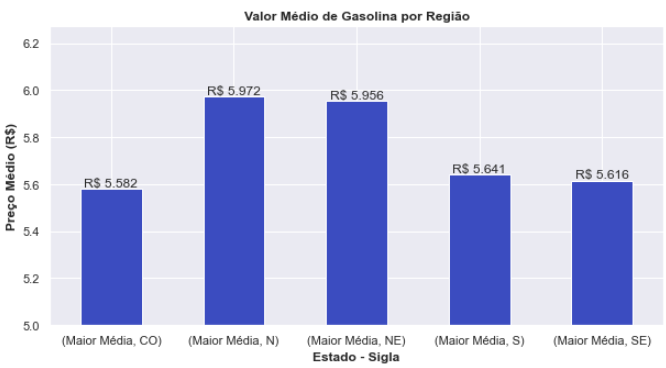 Valor Médio de Gasolina por Região
Preço Médio (R$)
6.2
6.0
5.8
5.6
5.4
5.2
5.0
R$ 5.582
R$ 5.972
R$ 5.956
R$ 5.641
R$ 5.616
(Maior Média, CO)
(Maior Média, N)
(Maior Média, NE)
(Maior Média, S)
(Maior Média, SE)
Estado - Sigla